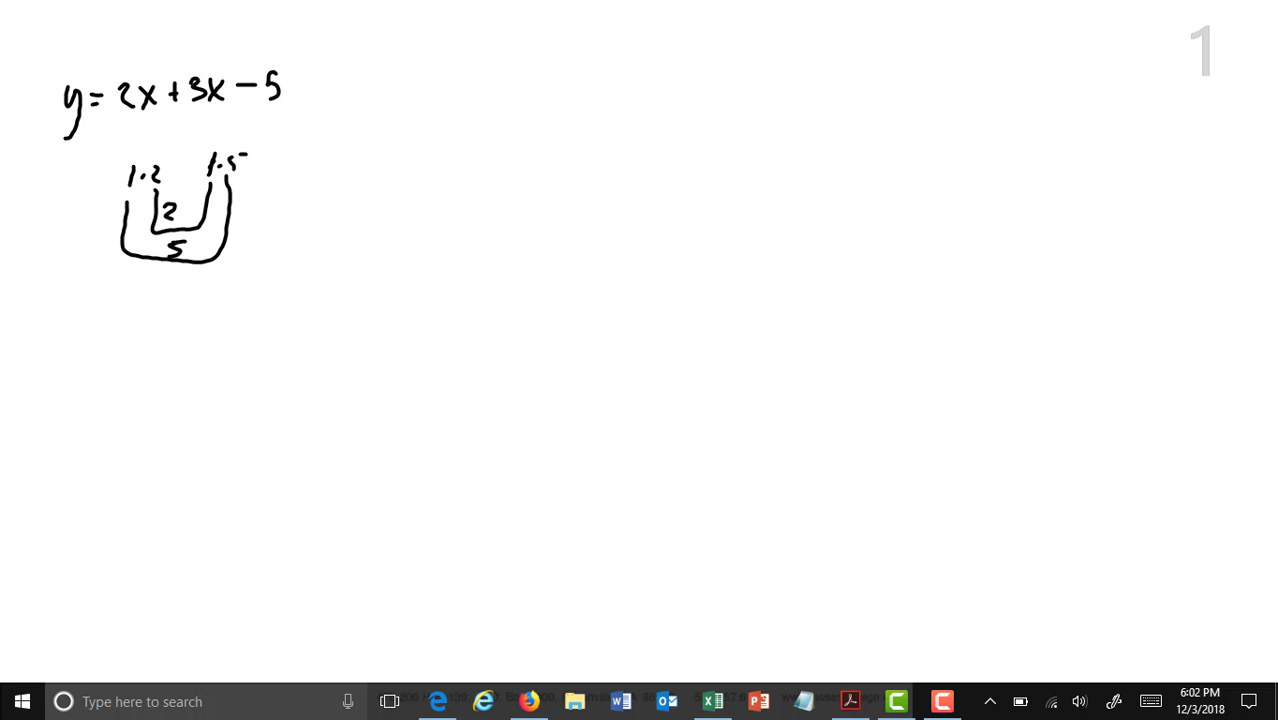 1
y = 2x + 3x - 5
1·2 1·5
2
5
Type here to search
6:02 PM
12/3/2018